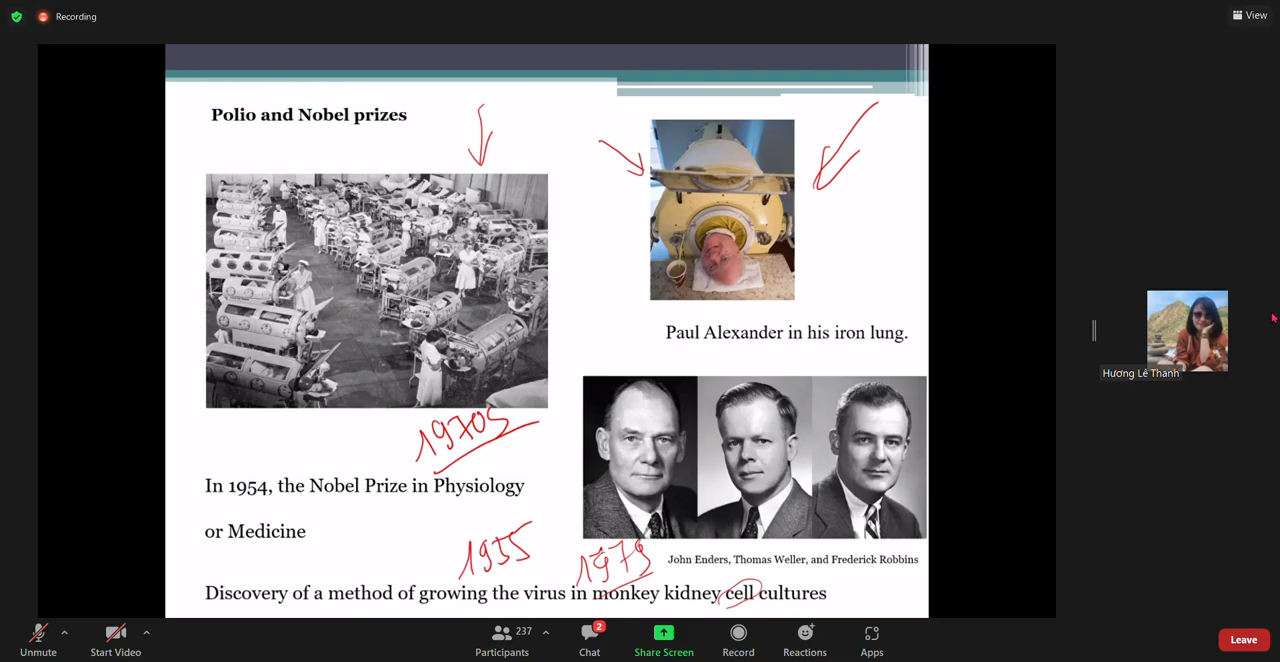 Recording
View
Polio and Nobel prizes
Paul Alexander in his iron lung.
1970s
In 1954, the Nobel Prize in Physiology
or Medicine
1955
1979
John Enders, Thomas Weller, and Frederick Robbins
Discovery of a method of growing the virus in monkey kidney cell cultures
Hương Lê Thanh
Unmute
Start Video
237
Participants
2
Chat
Share Screen
Record
Reactions
Apps
Leave